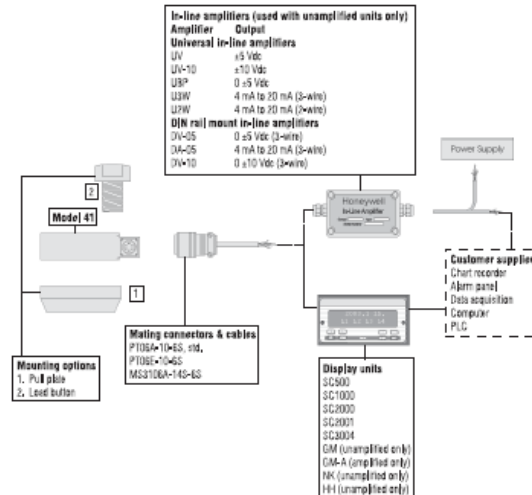 In-line amplifiers (used with unamplified units only)
Amplifier Output
Universal in-line amplifiers
UV ±5 Vdc
UV-10 ±10 Vdc
UBP 0 ±5 Vdc
U3W 4 mA to 20 mA (3-wire)
U2W 4 mA to 20 mA (2-wire)
DIN rail mount in-line amplifiers
DV-05 0 ±5 Vdc (3-wire)
DA-05 4 mA to 20 mA (3-wire)
DV-10 0 ±10 Vdc (3-wire)
Power Supply
2
Model 41
Honeywell
In-Line Amplifier
1
Customer supplied
Chart recorder
Alarm panel
Data acquisition
Computer
PLC
Mating connectors & cables
PT06A-10-6S, std.
PT06E-10-6S
MS3106A-14S-6S
Mounting options
1. Pull plate
2. Load button
Display units
SC500
SC1000
SC2000
SC2001
SC3004
GM (unamplified only)
GM-A (amplified only)
NK (unamplified only)
HH (unamplified only)